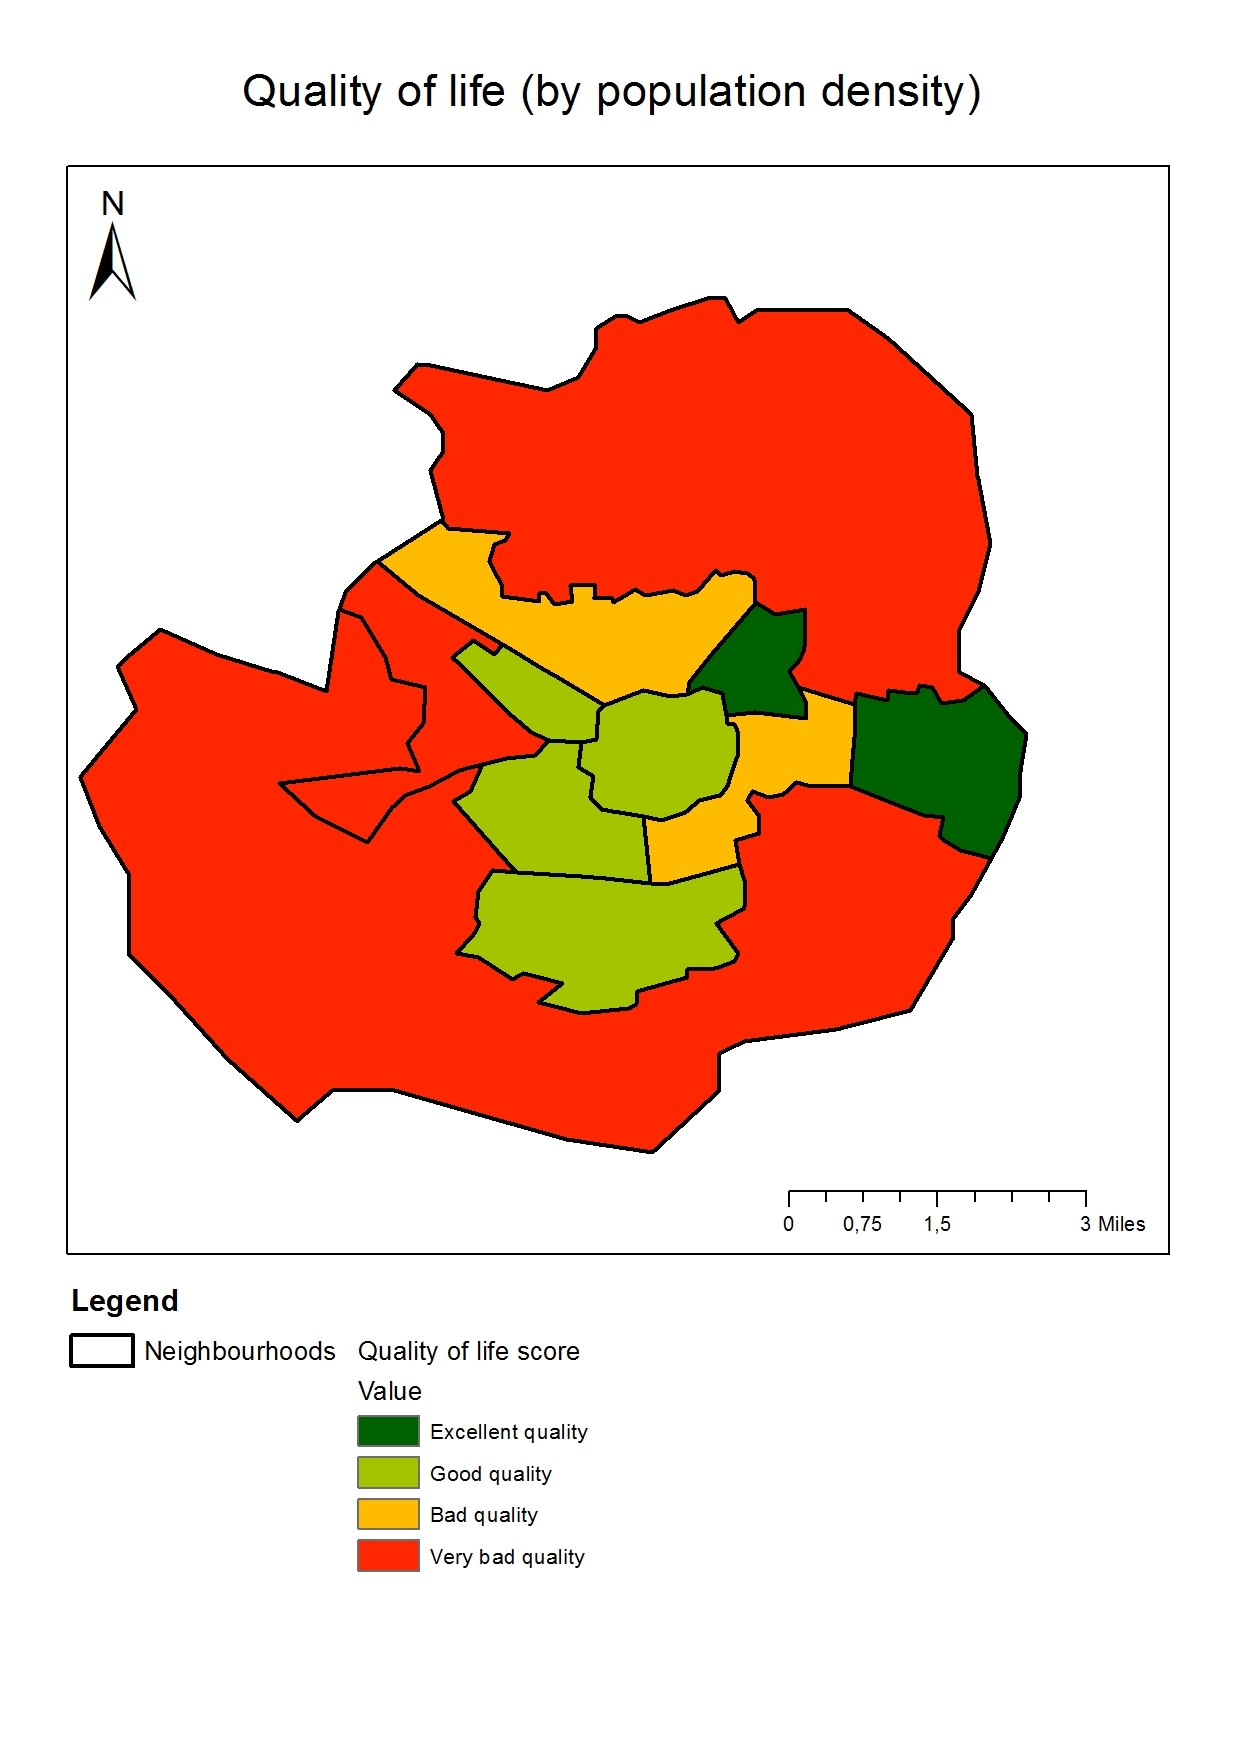 Quality of life (by population density)
N
0 0,75 1,5 3 Miles
Legend
Neighbourhoods Quality of life score
Value
Excellent quality
Good quality
Bad quality
Very bad quality